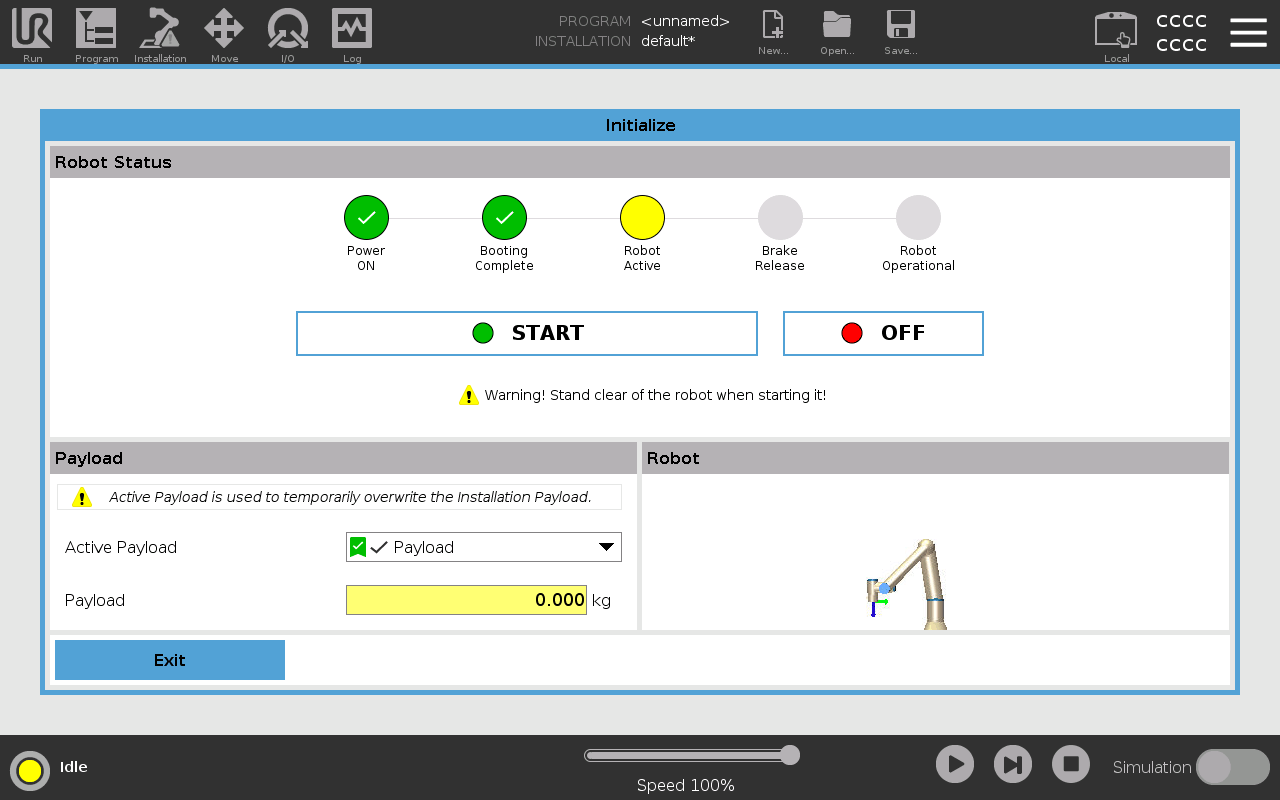 Run
Program
Installation
Move
I/O
Log
PROGRAM <unnamed>
INSTALLATION default*
New...
Open...
Save...
Local
CCCC
CCCC
Initialize
Robot Status
Power
ON
Booting
Complete
Robot
Active
Brake
Release
Robot
Operational
START
OFF
Warning! Stand clear of the robot when starting it!
Payload
Robot
Active Payload is used to temporarily overwrite the Installation Payload.
Active Payload
Payload
Payload
0.000 kg
Exit
Idle
Speed 100%
Simulation